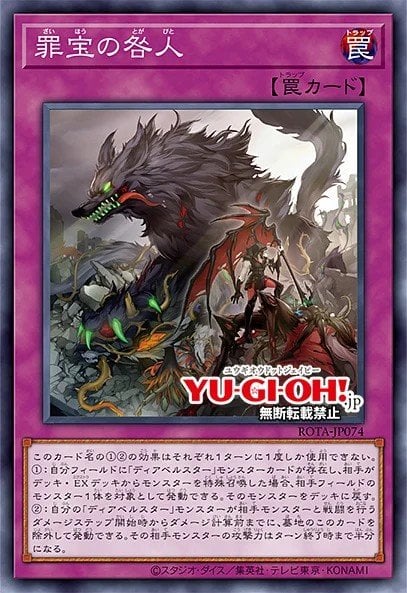 罪宝の咎人
罠
【罠カード】
ユウギオウドットジェイピー
YU-GI-OH!.jp
無断転載禁止
ROTA-JP074
このカード名の①②の効果はそれぞれ１ターンに１度しか使用できない。
①：自分フィールドに「ディアベルスター」モンスターカードが存在し、相手が
デッキ・EXデッキからモンスターを特殊召喚した場合、相手フィールドの
モンスター１体を対象として発動できる。そのモンスターをデッキに戻す。
②：自分の「ディアベルスター」モンスターが相手モンスターと戦闘を行う
ダメージステップ開始時からダメージ計算前までに、墓地のこのカードを
除外して発動できる。その相手モンスターの攻撃力はターン終了時まで半分
になる。
©スタジオ・ダイス／集英社・テレビ東京・KONAMI